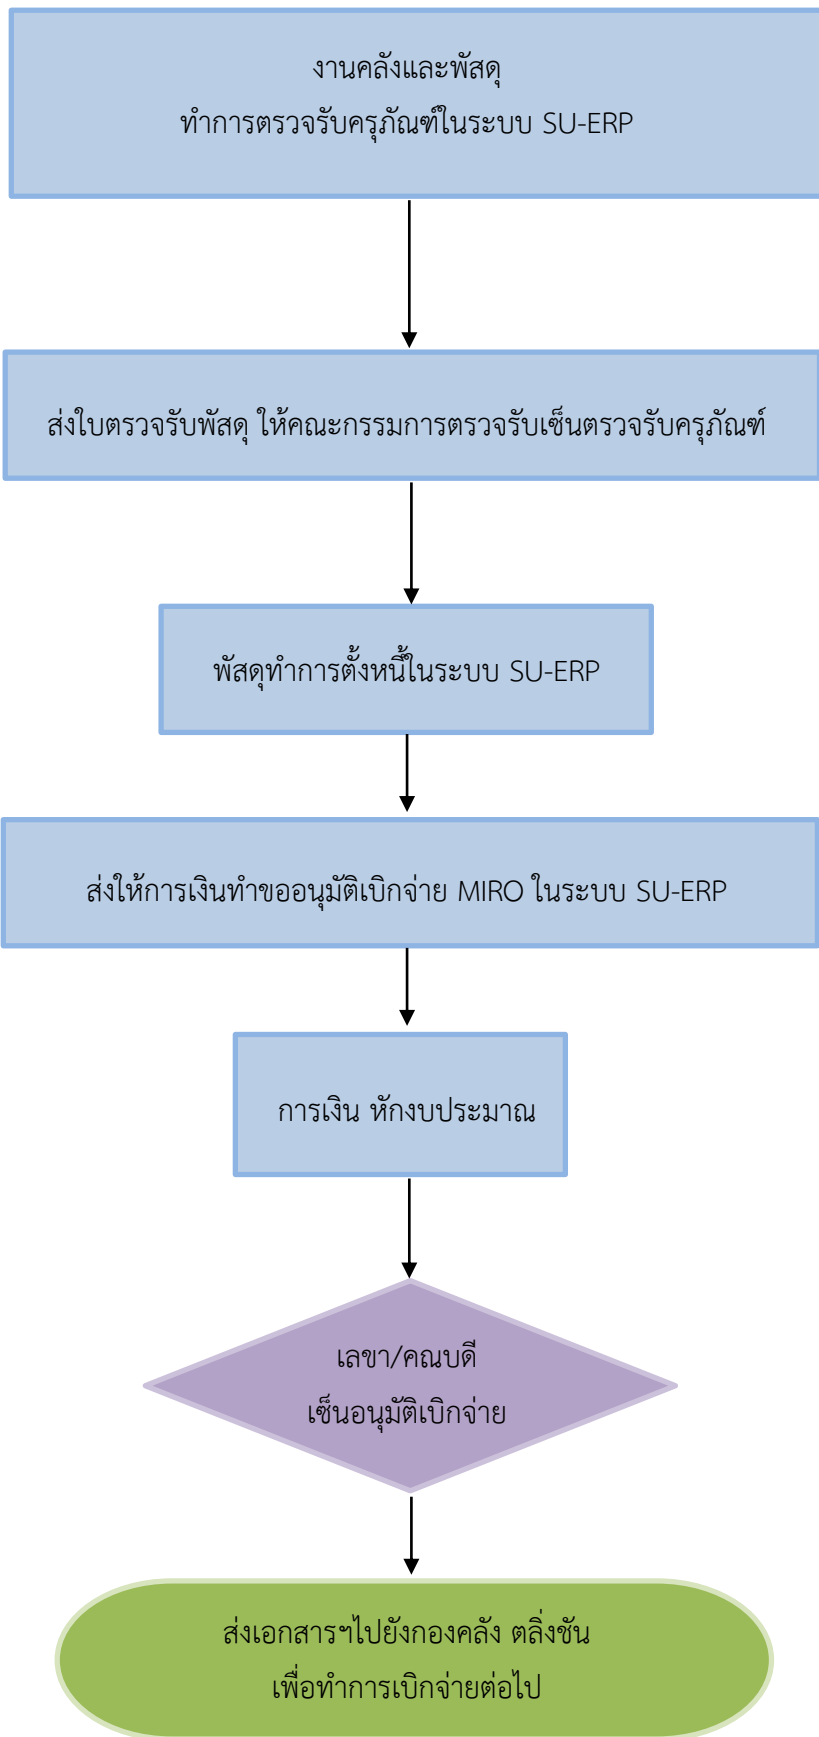 งานคลังและพัสดุ
ทำการตรวจรับครุภัณฑ์ในระบบ SU-ERP
ส่งใบตรวจรับพัสดุ ให้คณะกรรมการตรวจรับเซ็นตรวจรับครุภัณฑ์
พัสดุทำการตั้งหนี้ในระบบ SU-ERP
ส่งให้การเงินทำขออนุมัติเบิกจ่าย MIRO ในระบบ SU-ERP
การเงิน หักงบประมาณ
เลขา/คณบดี
เซ็นอนุมัติเบิกจ่าย
ส่งเอกสารฯไปยังกองคลัง ตลิ่งชัน
เพื่อทำการเบิกจ่ายต่อไป